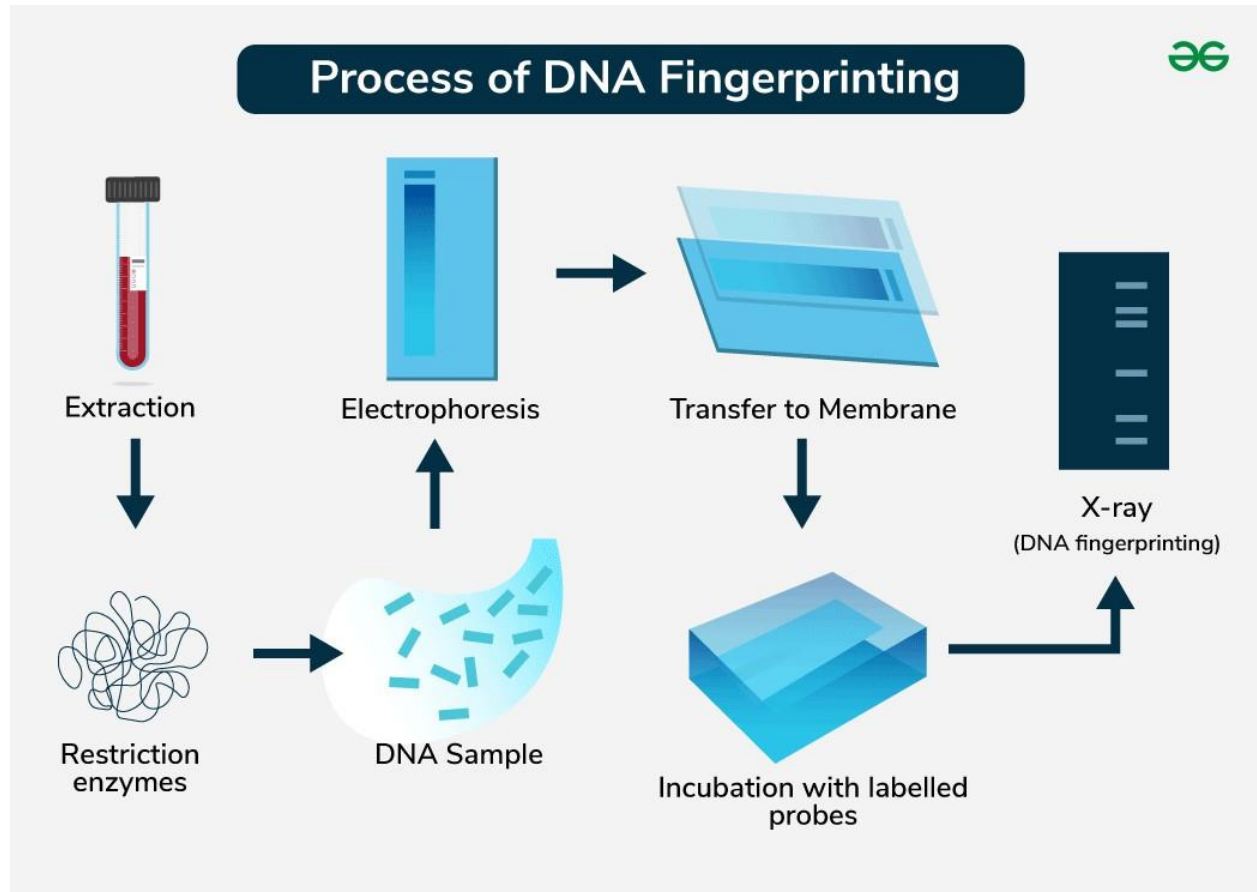 Process of DNA Fingerprinting
Extraction
Electrophoresis
Transfer to Membrane
X-ray
(DNA fingerprinting)
Restriction
enzymes
DNA Sample
Incubation with labelled
probes